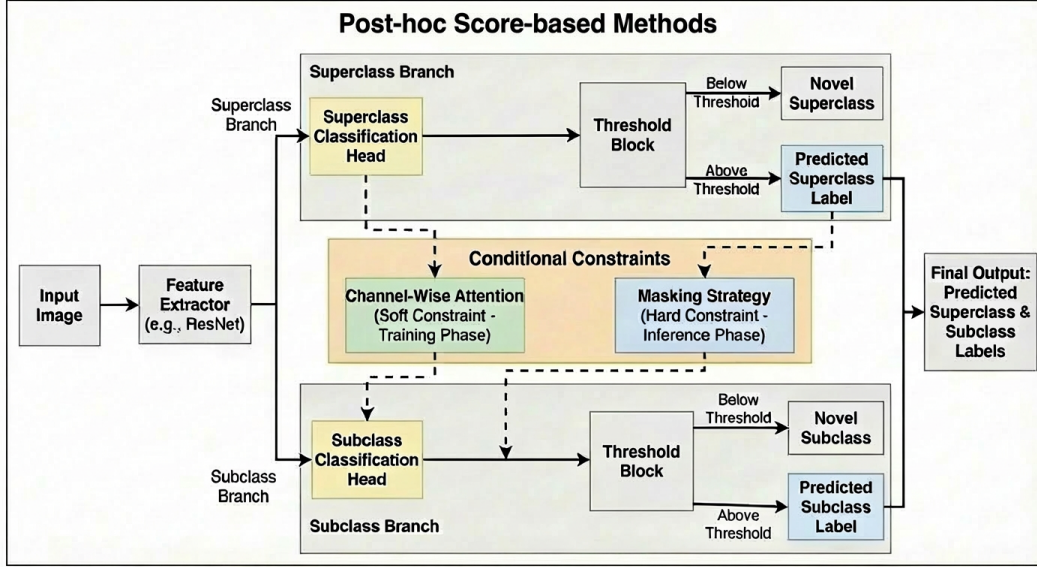 Post-hoc Score-based Methods
Superclass Branch
Superclass
Branch
Superclass
Classification
Head
Threshold
Block
Below
Threshold
Novel
Superclass
Above
Threshold
Predicted
Superclass
Label
Conditional Constraints
Channel-Wise Attention
(Soft Constraint -
Training Phase)
Masking Strategy
(Hard Constraint -
Inference Phase)
Input
Image
Feature
Extractor
(e.g., ResNet)
Final Output:
Predicted
Superclass &
Subclass
Labels
Subclass
Branch
Subclass
Classification
Head
Threshold
Block
Below
Threshold
Novel
Subclass
Above
Threshold
Predicted
Subclass
Label
Subclass Branch